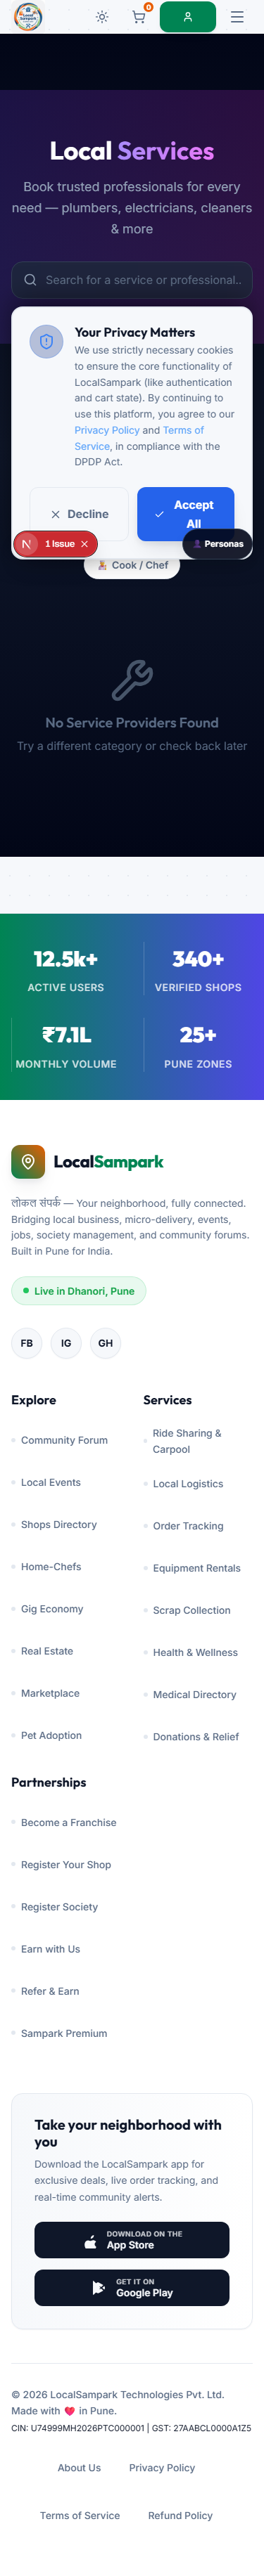 0
Local Services
Book trusted professionals for every
need — plumbers, electricians, cleaners
& more
Search for a service or professional..
Your Privacy Matters
We use strictly necessary cookies
to ensure the core functionality of
LocalSampark (like authentication
and cart state). By continuing to
use this platform, you agree to our
Privacy Policy and Terms of
Service, in compliance with the
DPDP Act.
Decline
Accept
All
N 1 Issue
Personas
Cook / Chef
No Service Providers Found
Try a different category or check back later
12.5k+
ACTIVE USERS
340+
VERIFIED SHOPS
₹7.1L
MONTHLY VOLUME
25+
PUNE ZONES
LocalSampark
लोकल संपर्क — Your neighborhood, fully connected.
Bridging local business, micro-delivery, events,
jobs, society management, and community forums.
Built in Pune for India.
Live in Dhanori, Pune
FB IG GH
Explore
Community Forum
Local Events
Shops Directory
Home-Chefs
Gig Economy
Real Estate
Marketplace
Pet Adoption
Services
Ride Sharing &
Carpool
Local Logistics
Order Tracking
Equipment Rentals
Scrap Collection
Health & Wellness
Medical Directory
Donations & Relief
Partnerships
Become a Franchise
Register Your Shop
Register Society
Earn with Us
Refer & Earn
Sampark Premium
Take your neighborhood with
you
Download the LocalSampark app for
exclusive deals, live order tracking, and
real-time community alerts.
DOWNLOAD ON THE
App Store
GET IT ON
Google Play
© 2026 LocalSampark Technologies Pvt. Ltd.
Made with ❤️ in Pune.
CIN: U74999MH2026PTC000001 | GST: 27AABCL0000A1Z5
About Us Privacy Policy
Terms of Service Refund Policy